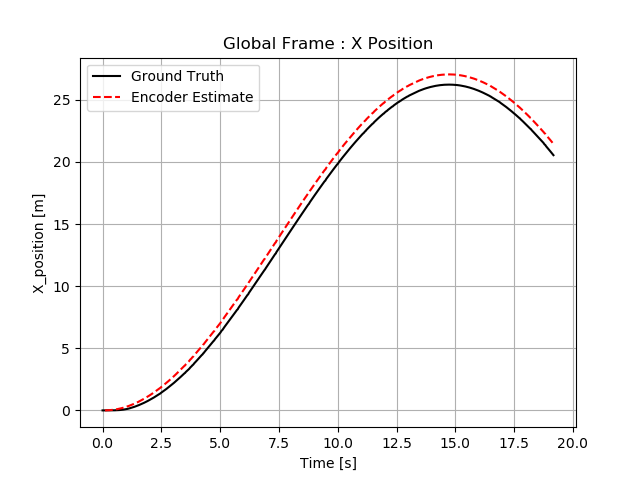 Global Frame : X Position
Ground Truth
Encoder Estimate
25
20
15
10
5
0
X_position [m]
0.0 2.5 5.0 7.5 10.0 12.5 15.0 17.5 20.0
Time [s]